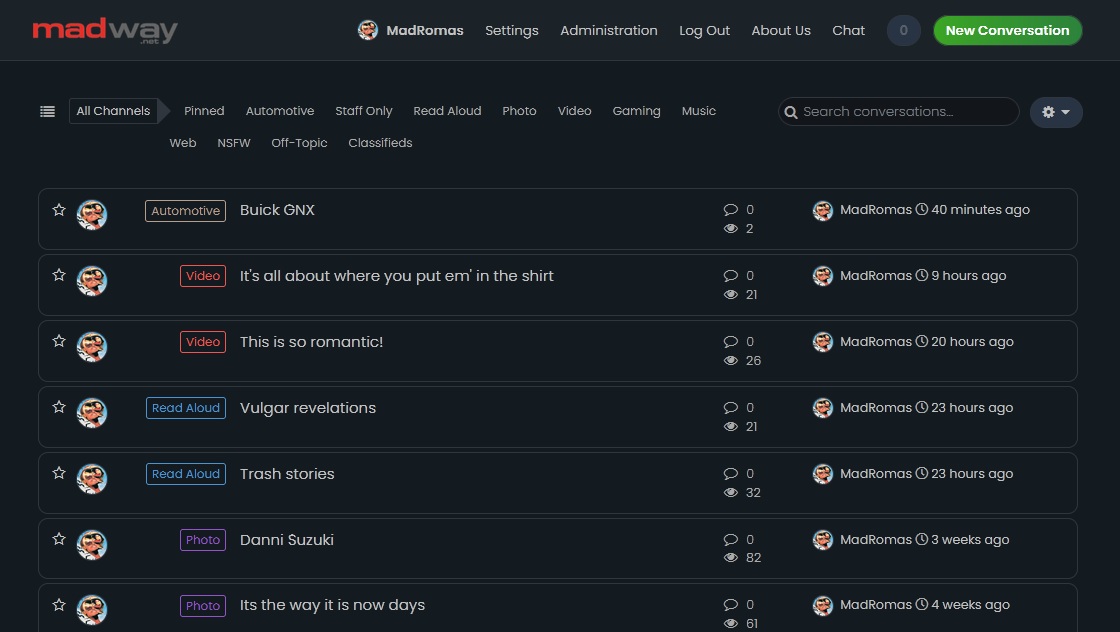 madway
.net
MadRomas Settings Administration Log Out About Us Chat 0 New Conversation
All Channels Pinned Automotive Staff Only Read Aloud Photo Video Gaming Music
Search conversations...
Web NSFW Off-Topic Classifieds
Automotive Buick GNX 0 MadRomas 40 minutes ago
2
Video It's all about where you put em' in the shirt 0 MadRomas 9 hours ago
21
Video This is so romantic! 0 MadRomas 20 hours ago
26
Read Aloud Vulgar revelations 0 MadRomas 23 hours ago
21
Read Aloud Trash stories 0 MadRomas 23 hours ago
32
Photo Danni Suzuki 0 MadRomas 3 weeks ago
82
Photo Its the way it is now days 0 MadRomas 4 weeks ago
61